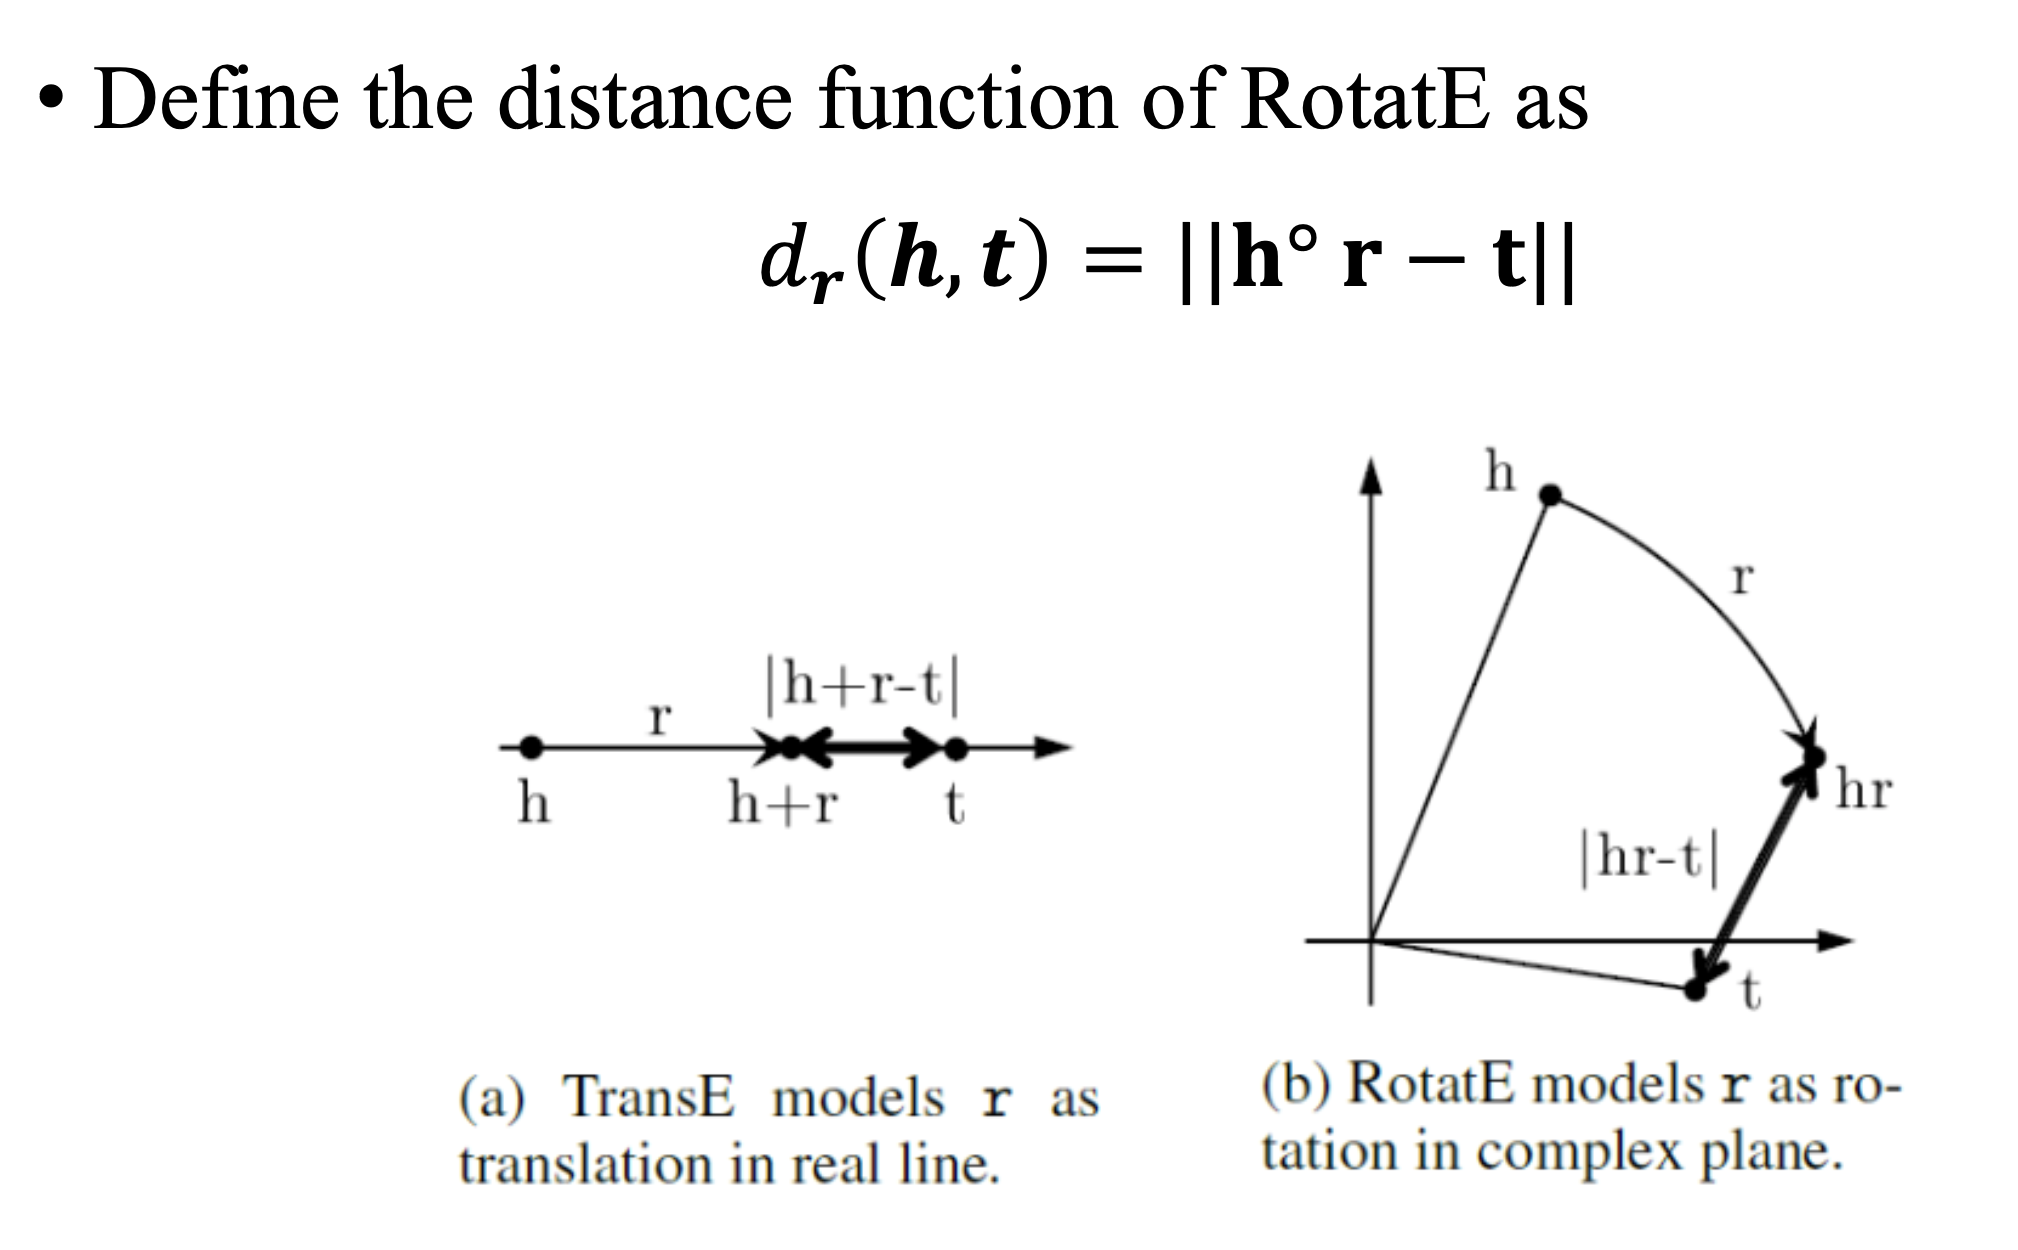 • Define the distance function of RotatE as
d_r(h, t) = ||h° r − t||
h
r
hr
|hr-t|
t
|h+r-t|
r
h
h+r
t
(a) TransE models r as
translation in real line.
(b) RotatE models r as ro-
tation in complex plane.